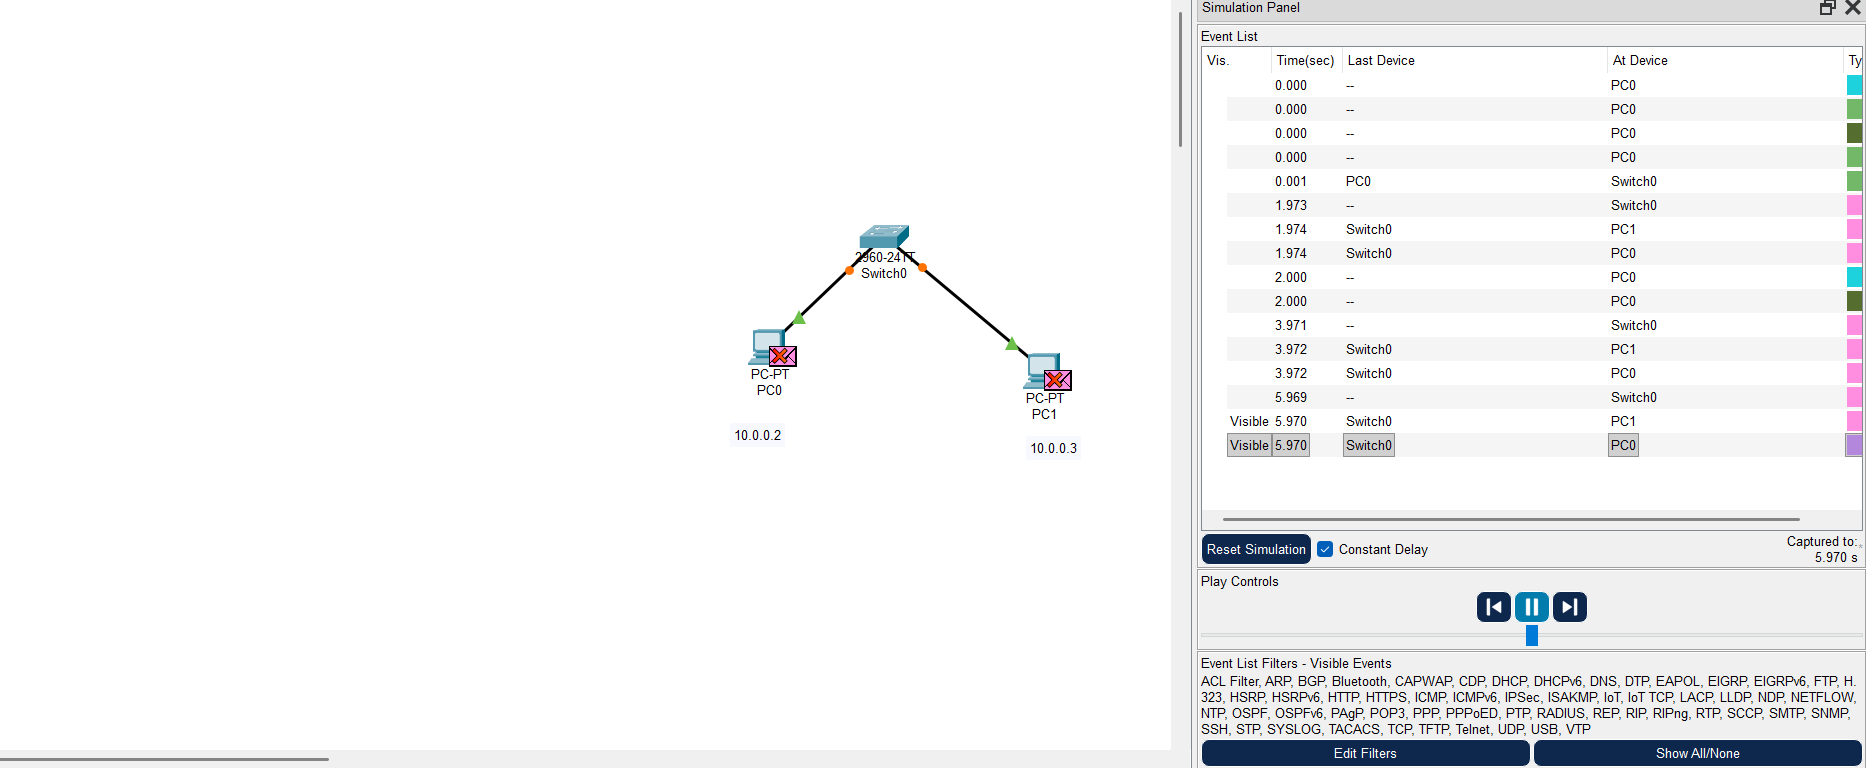 Simulation Panel
Event List
Vis. Time(sec) Last Device At Device Ty
0.000 -- PC0
0.000 -- PC0
0.000 -- PC0
0.000 -- PC0
0.001 PC0 Switch0
1.973 -- Switch0
1.974 Switch0 PC1
1.974 Switch0 PC0
2.000 -- PC0
2.000 -- PC0
3.971 -- Switch0
3.972 Switch0 PC1
3.972 Switch0 PC0
5.969 -- Switch0
Visible 5.970 Switch0 PC1
Visible 5.970 Switch0 PC0
2960-24TT
Switch0
PC-PT
PC0
10.0.0.2
PC-PT
PC1
10.0.0.3
Reset Simulation Constant Delay
Captured to:
5.970 s
Play Controls
Event List Filters - Visible Events
ACL Filter, ARP, BGP, Bluetooth, CAPWAP, CDP, DHCP, DHCPv6, DNS, DTP, EAPOL, EIGRP, EIGRPv6, FTP, H.
323, HSRP, HSRPv6, HTTP, HTTPS, ICMP, ICMPv6, IPSec, ISAKMP, IoT, IoT TCP, LACP, LLDP, NDP, NETFLOW,
NTP, OSPF, OSPFv6, PAgP, POP3, PPP, PPPoED, PTP, RADIUS, REP, RIP, RIPng, RTP, SCCP, SMTP, SNMP,
SSH, STP, SYSLOG, TACACS, TCP, TFTP, Telnet, UDP, USB, VTP
Edit Filters Show All/None